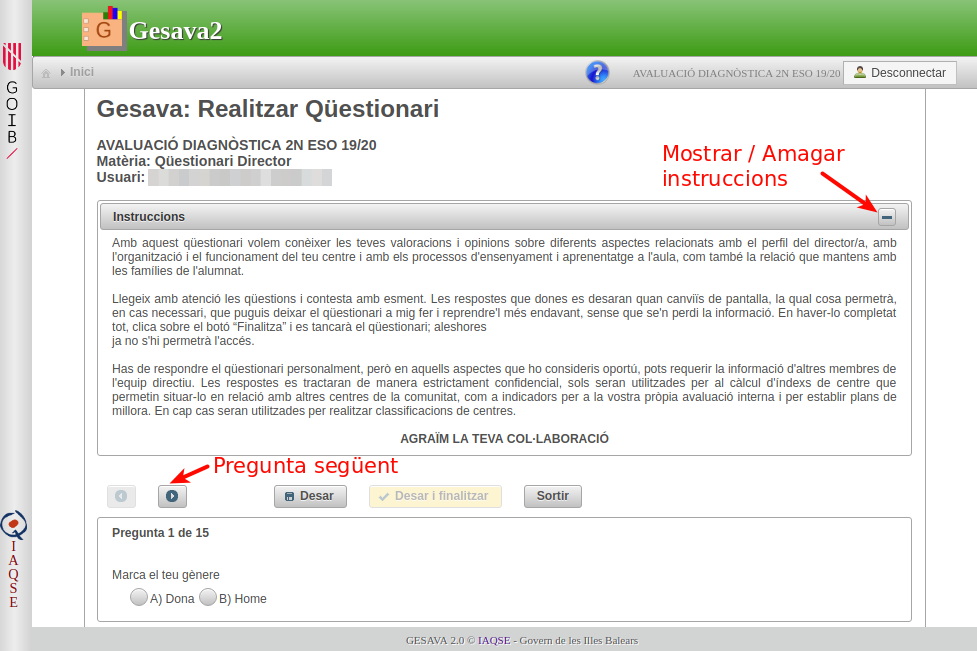 G Gesava2
Inici
? AVALUACIÓ DIAGNÒSTICA 2N ESO 19/20 Desconnectar
G
O
I
B
Gesava: Realitzar Qüestionari
AVALUACIÓ DIAGNÒSTICA 2N ESO 19/20
Matèria: Qüestionari Director
Usuari:
Mostrar / Amagar
instruccions
Instruccions
Amb aquest qüestionari volem conèixer les teves valoracions i opinions sobre diferents aspectes relacionats amb el perfil del director/a, amb
l'organització i el funcionament del teu centre i amb els processos d'ensenyament i aprenentatge a l'aula, com també la relació que mantens amb
les famílies de l'alumnat.
Llegeix amb atenció les qüestions i contesta amb esment. Les respostes que dones es desaran quan canviïs de pantalla, la qual cosa permetrà,
en cas necessari, que puguis deixar el qüestionari a mig fer i reprendre'l més endavant, sense que se'n perdi la informació. En haver-lo completat
tot, clica sobre el botó “Finalitza” i es tancarà el qüestionari; aleshores
ja no s'hi permetrà l'accés.
Has de respondre el qüestionari personalment, però en aquells aspectes que ho consideris oportú, pots requerir la informació d'altres membres de
l'equip directiu. Les respostes es tractaran de manera estrictament confidencial, sols seran utilitzades per al càlcul d'índexs de centre que
permetin situar-lo en relació amb altres centres de la comunitat, com a indicadors per a la vostra pròpia avaluació interna i per establir plans de
millora. En cap cas seran utilitzades per realitzar classificacions de centres.
AGRAÏM LA TEVA COL·LABORACIÓ
Pregunta següent
Desar Desar i finalitzar Sortir
Pregunta 1 de 15
Marca el teu gènere
A) Dona B) Home
I
A
Q
S
E
GESAVA 2.0 © IAQSE - Govern de les Illes Balears